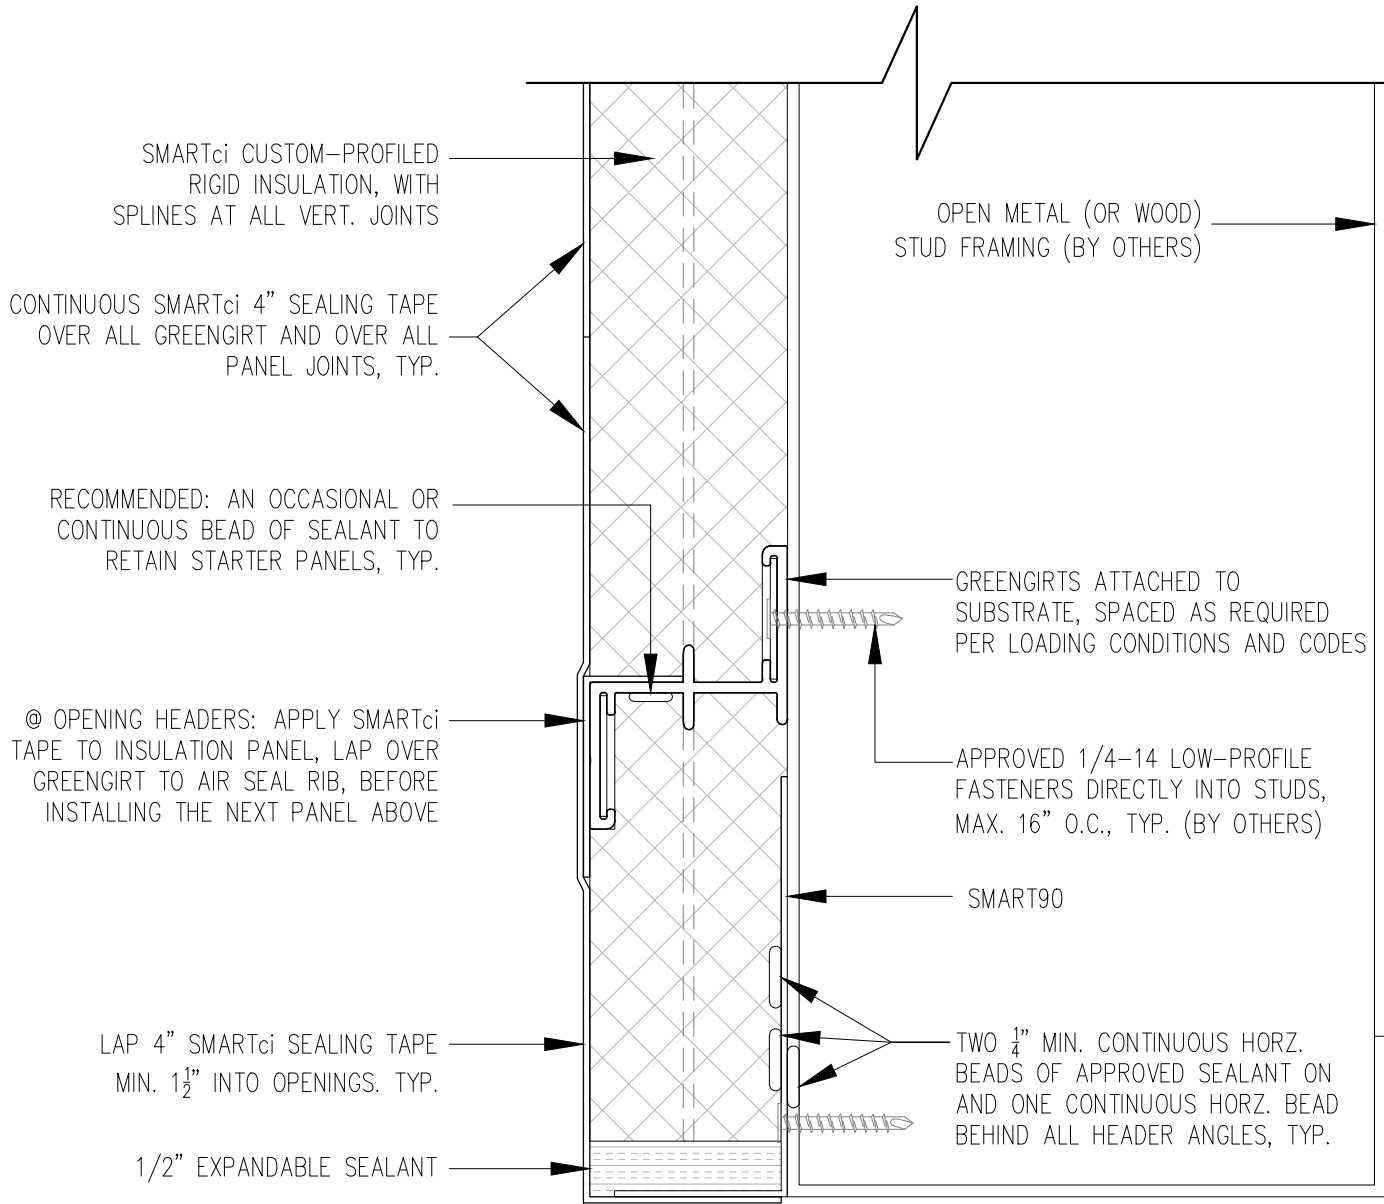 SMARTci CUSTOM-PROFILED
RIGID INSULATION, WITH
SPLINES AT ALL VERT. JOINTS
CONTINUOUS SMARTci 4" SEALING TAPE
OVER ALL GREENGIRT AND OVER ALL
PANEL JOINTS, TYP.
RECOMMENDED: AN OCCASIONAL OR
CONTINUOUS BEAD OF SEALANT TO
RETAIN STARTER PANELS, TYP.
@ OPENING HEADERS: APPLY SMARTci
TAPE TO INSULATION PANEL, LAP OVER
GREENGIRT TO AIR SEAL RIB, BEFORE
INSTALLING THE NEXT PANEL ABOVE
LAP 4" SMARTci SEALING TAPE
MIN. 1½" INTO OPENINGS. TYP.
1/2" EXPANDABLE SEALANT
OPEN METAL (OR WOOD)
STUD FRAMING (BY OTHERS)
GREENGIRTS ATTACHED TO
SUBSTRATE, SPACED AS REQUIRED
PER LOADING CONDITIONS AND CODES
APPROVED 1/4-14 LOW-PROFILE
FASTENERS DIRECTLY INTO STUDS,
MAX. 16" O.C., TYP. (BY OTHERS)
SMART90
TWO ¼" MIN. CONTINUOUS HORZ.
BEADS OF APPROVED SEALANT ON
AND ONE CONTINUOUS HORZ. BEAD
BEHIND ALL HEADER ANGLES, TYP.